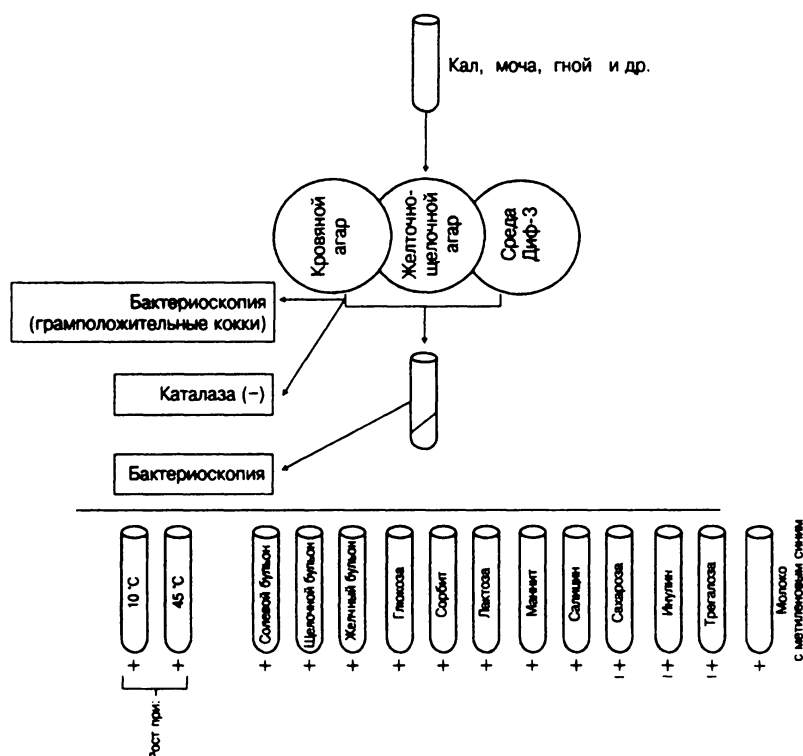 Кал, моча, гной и др.
Кровяной
агар
Желточно-
щелочной
агар
Среда
Диф-3
Бактериоскопия
(грамположительные кокки)
Каталаза (−)
Бактериоскопия
10 °C
45 °C
Солевой бульон
Щелочной бульон
Желчный бульон
Глюкоза
Сорбит
Лактоза
Маннит
Салицин
Сахароза
Инулин
Трегалоза
Молоко
с метиленовым синим
+
+
+
+
+
+
+
+
+
+
+−
+−
+−
+
Рост при: